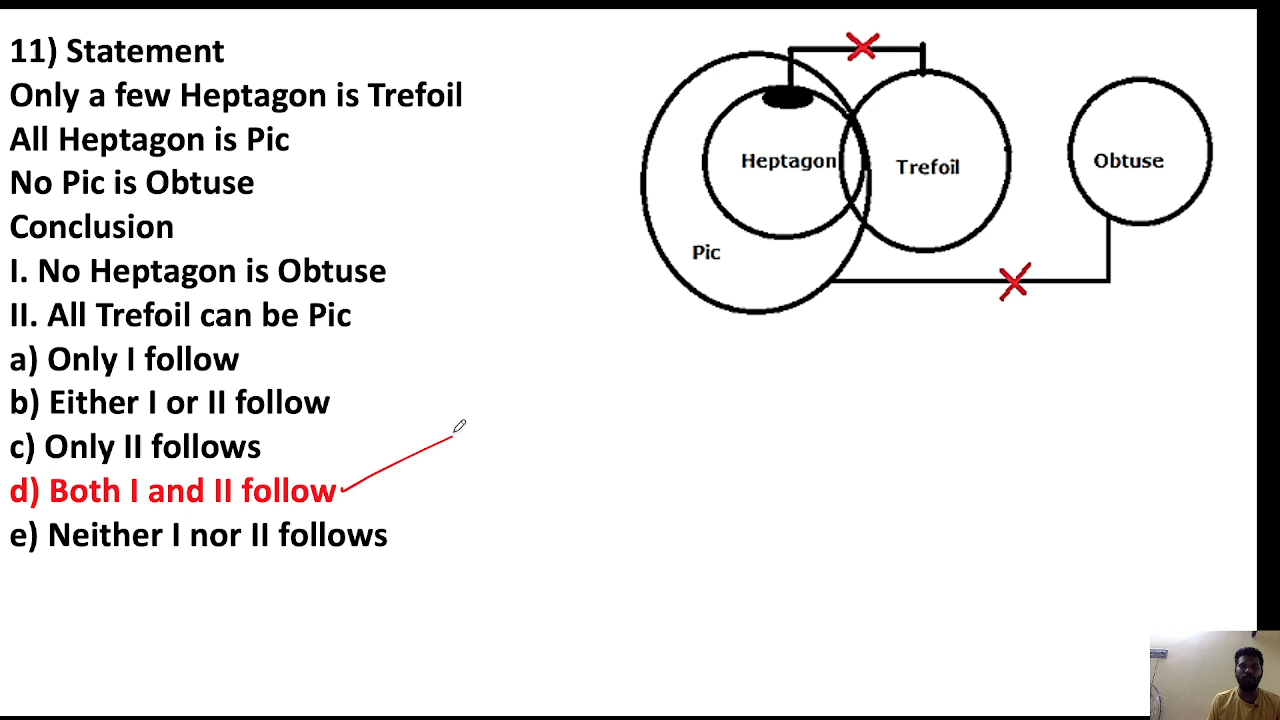 11) Statement
Only a few Heptagon is Trefoil
All Heptagon is Pic
No Pic is Obtuse
Conclusion
I. No Heptagon is Obtuse
II. All Trefoil can be Pic
a) Only I follow
b) Either I or II follow
c) Only II follows
d) Both I and II follow
e) Neither I nor II follows
Heptagon
Trefoil
Obtuse
Pic